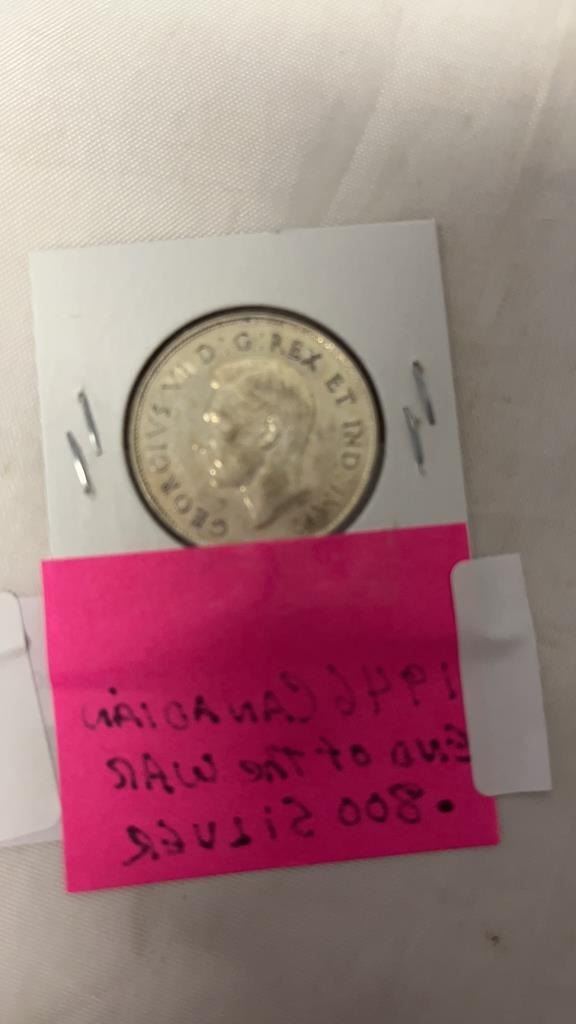 GEORGIVS VI D:G:REX ET IND:IMP:
1946 CANADIAN
END OF THE WAR
.800 SILVER